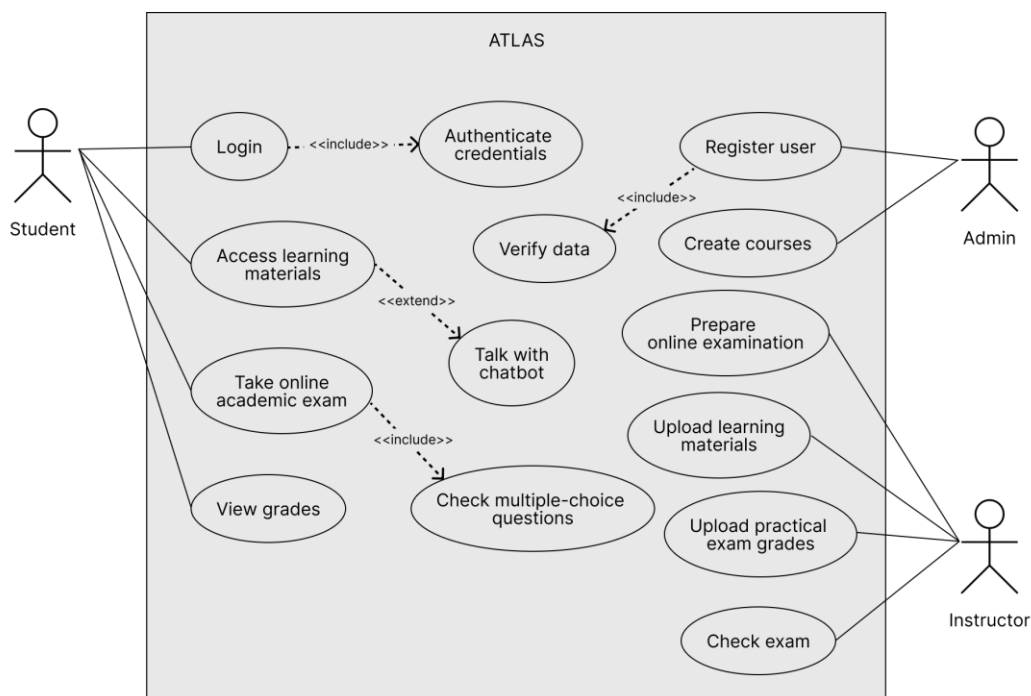 ATLAS
Login
<<include>>
Authenticate
credentials
Register user
<<include>>
Student
Admin
Access learning
materials
Verify data
Create courses
<<extend>>
Talk with
chatbot
Prepare
online examination
Take online
academic exam
<<include>>
Upload learning
materials
View grades
Check multiple-choice
questions
Upload practical
exam grades
Instructor
Check exam